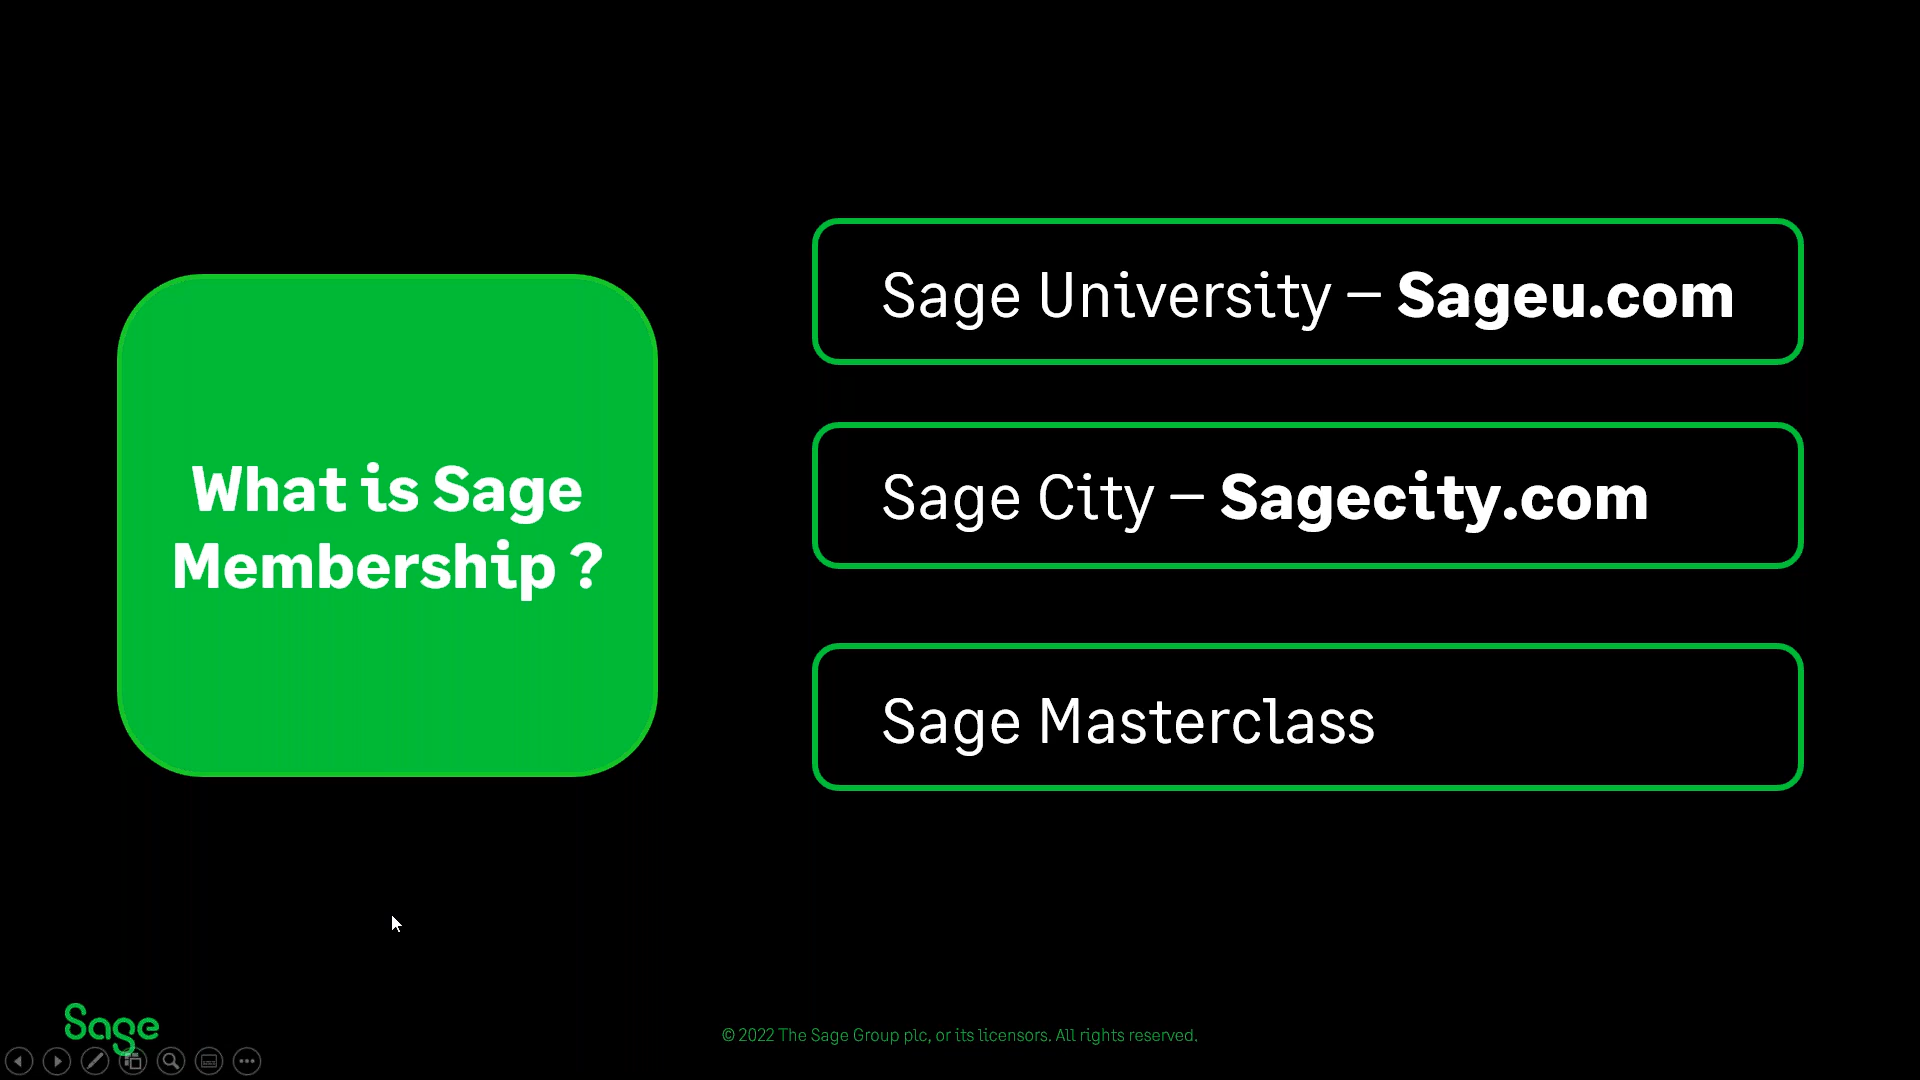 What is Sage
Membership ?
Sage University – Sageu.com
Sage City – Sagecity.com
Sage Masterclass
Sage
© 2022 The Sage Group plc, or its licensors. All rights reserved.